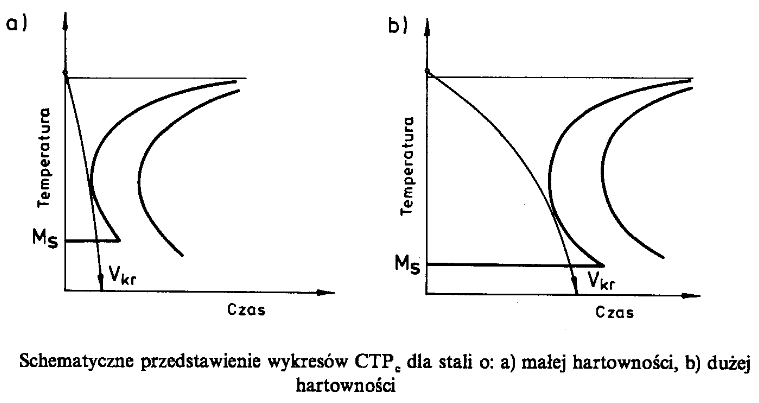 a)
Temperatura
Ms
Vkr
Czas
b)
Temperatura
Ms
Vkr
Czas
Schematyczne przedstawienie wykresów CTPc dla stali o: a) małej hartowności, b) dużej
hartowności